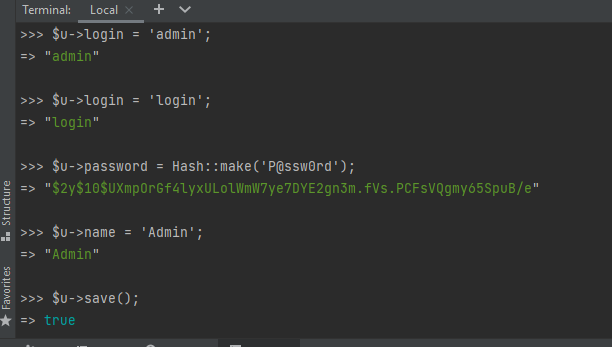 Terminal: Local × +
>>> $u->login = 'admin';
=> "admin"
>>> $u->login = 'login';
=> "login"
>>> $u->password = Hash::make('P@ssw0rd');
=> "$2y$10$UXmpOrGf4lyxULolWmW7ye7DYE2gn3m.fVs.PCFsVQgmy65SpuB/e"
>>> $u->name = 'Admin';
=> "Admin"
>>> $u->save();
=> true
Structure
Favorites